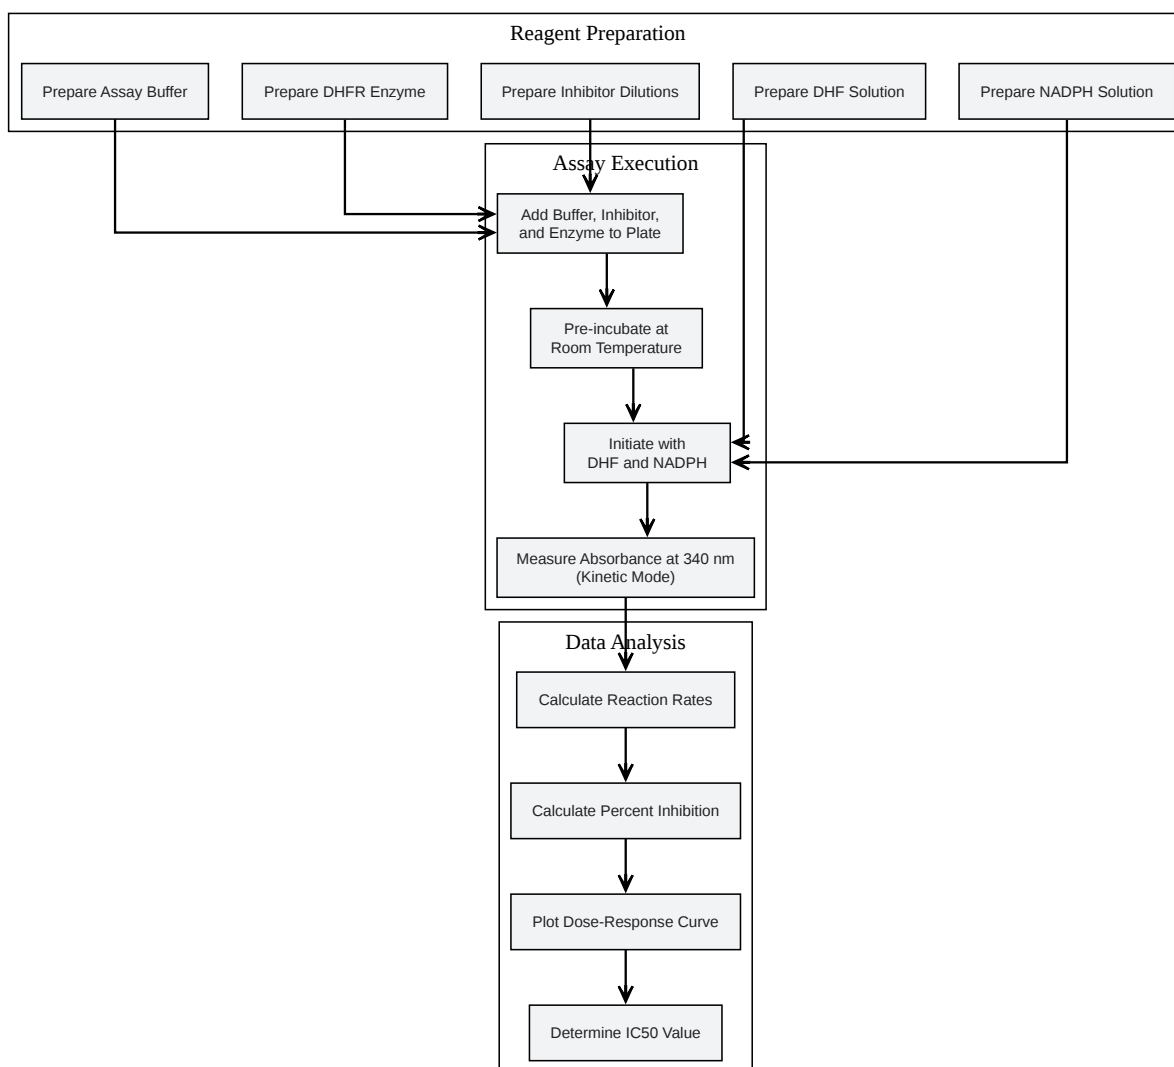 Reagent Preparation
Prepare Assay Buffer
Prepare DHFR Enzyme
Prepare Inhibitor Dilutions
Prepare DHF Solution
Prepare NADPH Solution
Assay Execution
Add Buffer, Inhibitor,
and Enzyme to Plate
Pre-incubate at
Room Temperature
Initiate with
DHF and NADPH
Measure Absorbance at 340 nm
(Kinetic Mode)
Data Analysis
Calculate Reaction Rates
Calculate Percent Inhibition
Plot Dose-Response Curve
Determine IC50 Value